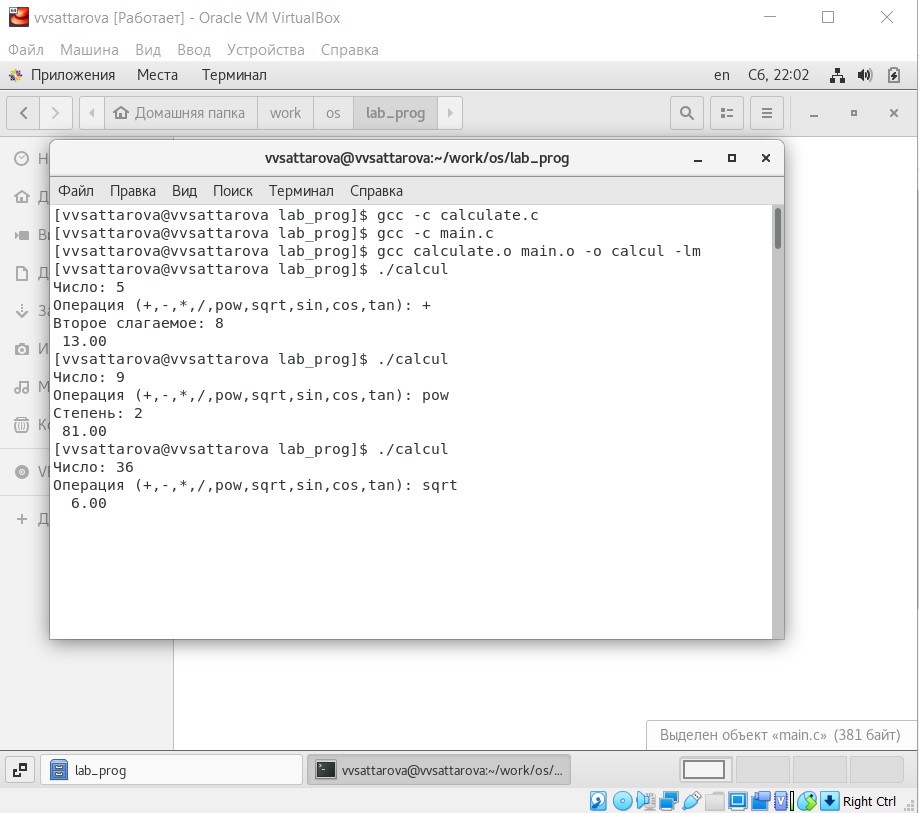 vvsattarova [Работает] - Oracle VM VirtualBox
Файл Машина Вид Ввод Устройства Справка
Приложения Места Терминал en Сб, 22:02
Домашняя папка work os lab_prog
vvsattarova@vvsattarova:~/work/os/lab_prog
Файл Правка Вид Поиск Терминал Справка
[vvsattarova@vvsattarova lab_prog]$ gcc -c calculate.c
[vvsattarova@vvsattarova lab_prog]$ gcc -c main.c
[vvsattarova@vvsattarova lab_prog]$ gcc calculate.o main.o -o calcul -lm
[vvsattarova@vvsattarova lab_prog]$ ./calcul
Число: 5
Операция (+,-,*,/,pow,sqrt,sin,cos,tan): +
Второе слагаемое: 8
13.00
[vvsattarova@vvsattarova lab_prog]$ ./calcul
Число: 9
Операция (+,-,*,/,pow,sqrt,sin,cos,tan): pow
Степень: 2
81.00
[vvsattarova@vvsattarova lab_prog]$ ./calcul
Число: 36
Операция (+,-,*,/,pow,sqrt,sin,cos,tan): sqrt
6.00
Выделен объект «main.c» (381 байт)
lab_prog
vvsattarova@vvsattarova:~/work/os/...
Right Ctrl